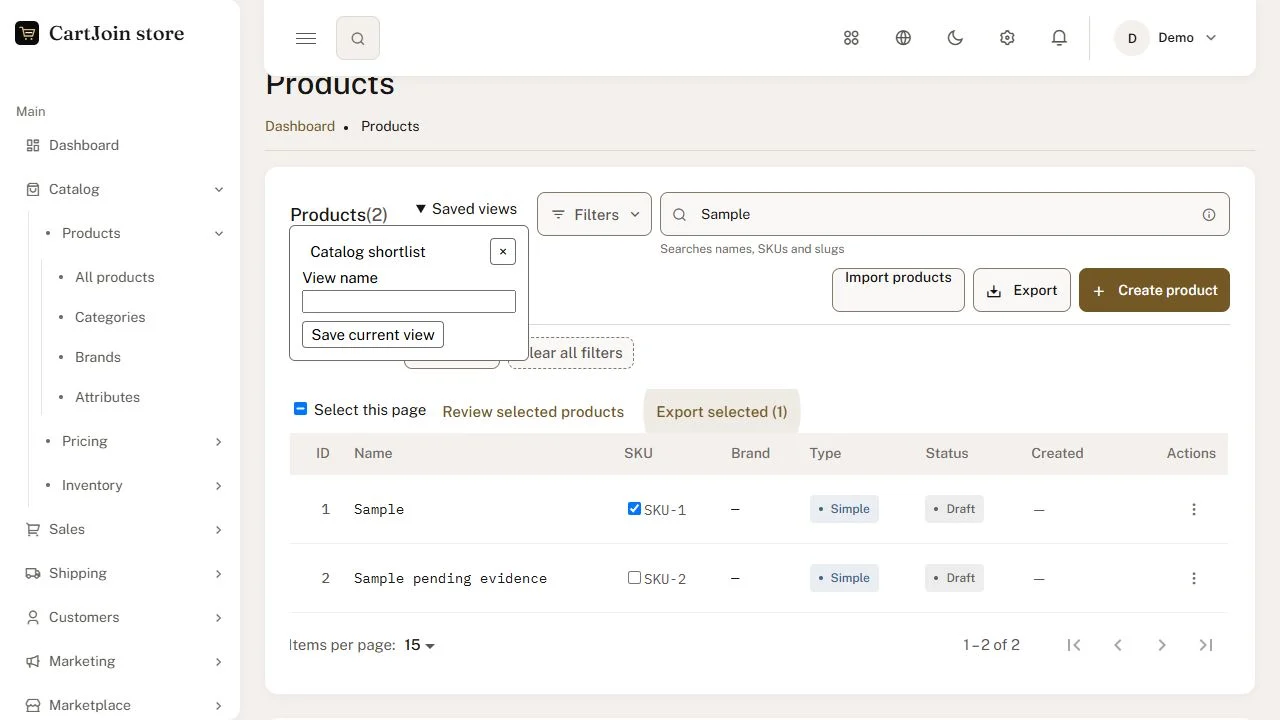 CartJoin store
D
Demo
Main
Dashboard
Catalog
Products
All products
Categories
Brands
Attributes
Pricing
Inventory
Sales
Shipping
Customers
Marketing
Marketplace
Products
Dashboard • Products
Products(2)
▼ Saved views
Filters
Sample
Searches names, SKUs and slugs
Catalog shortlist
×
View name
Save current view
Import products
Export
+ Create product
lear all filters
Select this page
Review selected products
Export selected (1)
ID Name SKU Brand Type Status Created Actions
1 Sample SKU-1 — Simple Draft —
2 Sample pending evidence SKU-2 — Simple Draft —
Items per page: 15
1–2 of 2